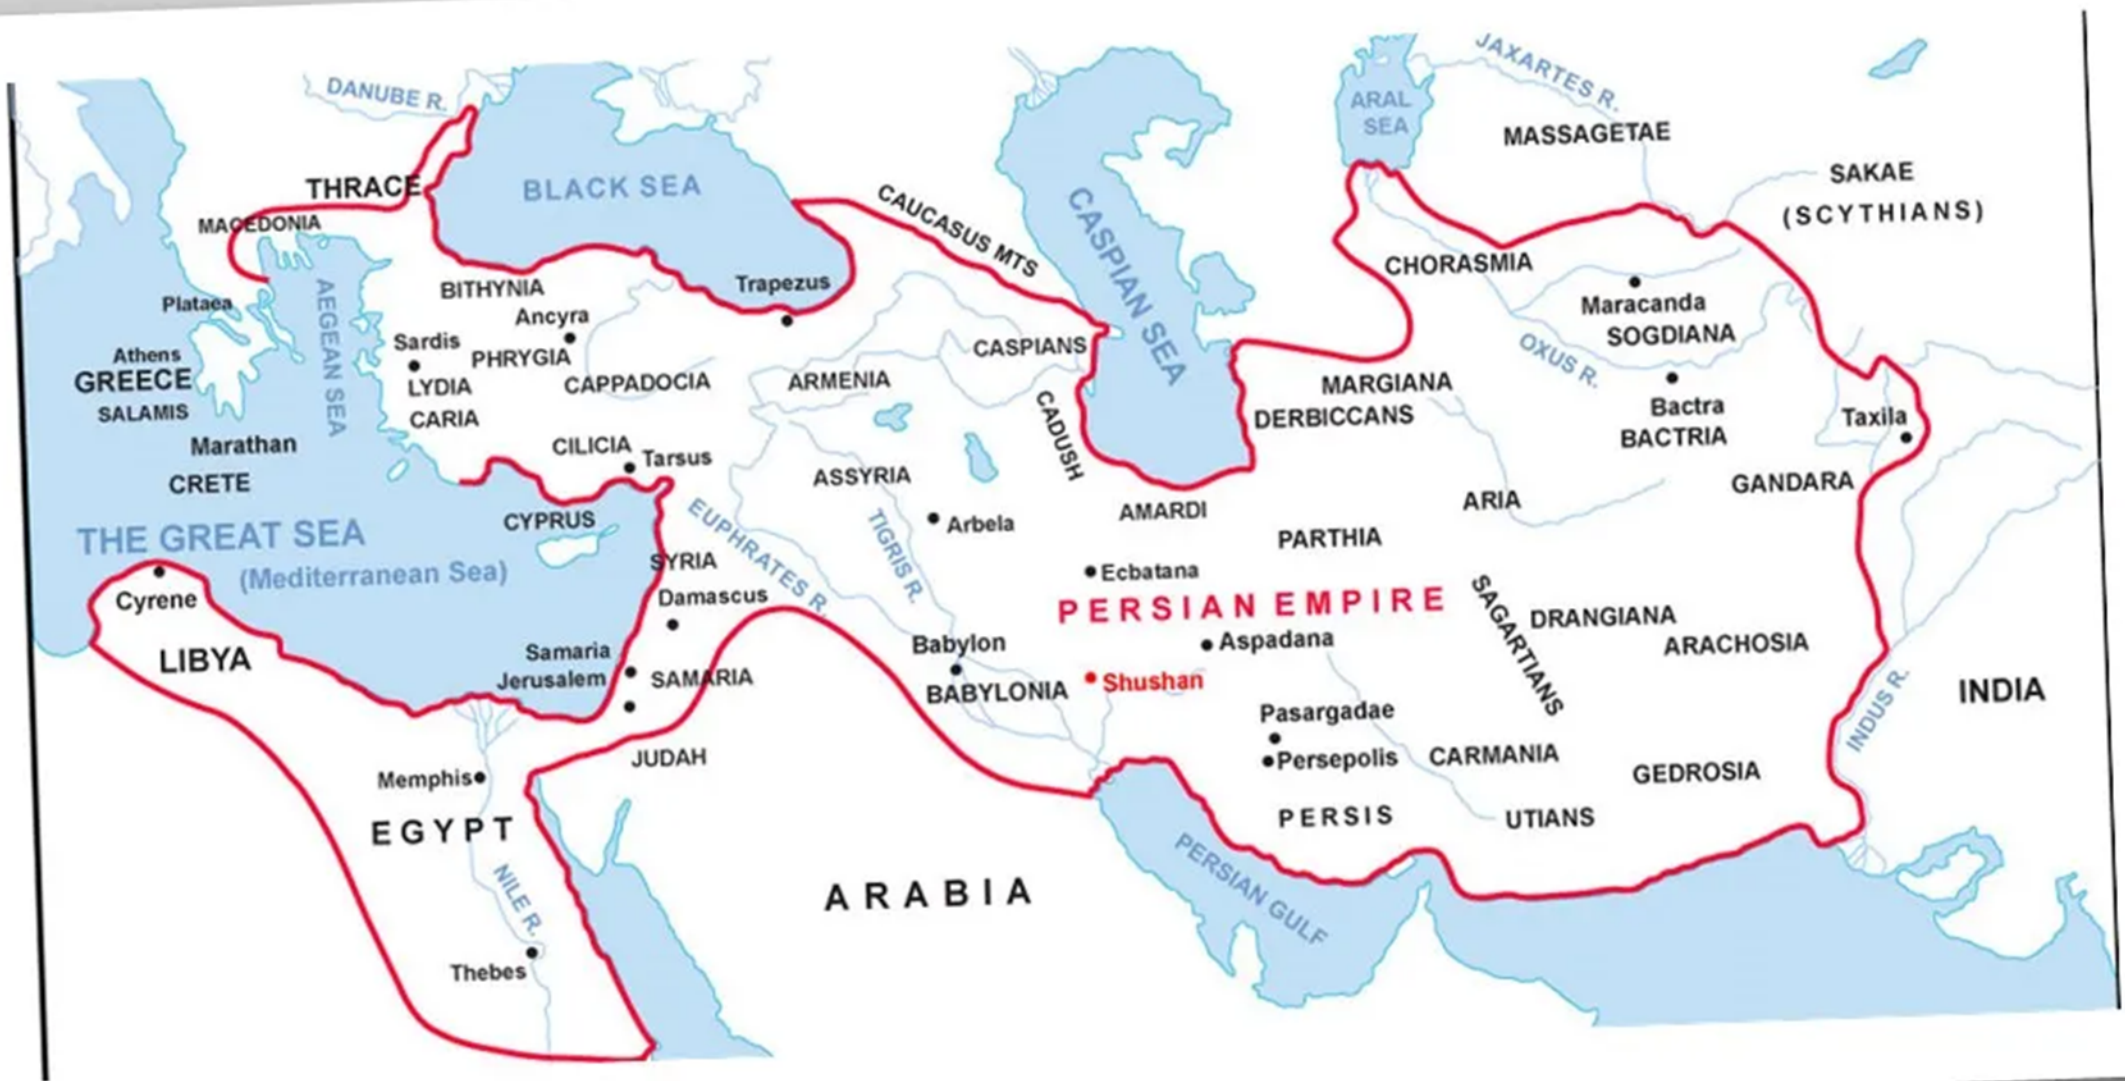 DANUBE R.
THRACE
MACEDONIA
BLACK SEA
CAUCASUS MTS
CASPIAN SEA
ARAL
SEA
JAXARTES R.
MASSAGETAE
SAKAE
(SCYTHIANS)
CHORASMIA
Maracanda
SOGDIANA
OXUS R.
Plataea
AEGEAN SEA
BITHYNIA
Ancyra
Trapezus
Sardis
PHRYGIA
Athens
GREECE
LYDIA
CAPPADOCIA
ARMENIA
CASPIANS
CADUSH
MARGIANA
DERBICCANS
Bactra
BACTRIA
Taxila
SALAMIS
CARIA
Marathan
CILICIA
Tarsus
CRETE
ASSYRIA
GANDARA
THE GREAT SEA
(Mediterranean Sea)
CYPRUS
EUPHRATES R.
TIGRIS R.
Arbela
AMARDI
ARIA
PARTHIA
SYRIA
Damascus
Ecbatana
PERSIAN EMPIRE
SAGARTIANS
DRANGIANA
ARACHOSIA
Cyrene
LIBYA
Samaria
Jerusalem
SAMARIA
Babylon
BABYLONIA
Aspadana
Shushan
INDUS R.
INDIA
Pasargadae
Persepolis
CARMANIA
GEDROSIA
JUDAH
Memphis
EGYPT
PERSIS
UTIANS
NILE R.
ARABIA
PERSIAN GULF
Thebes